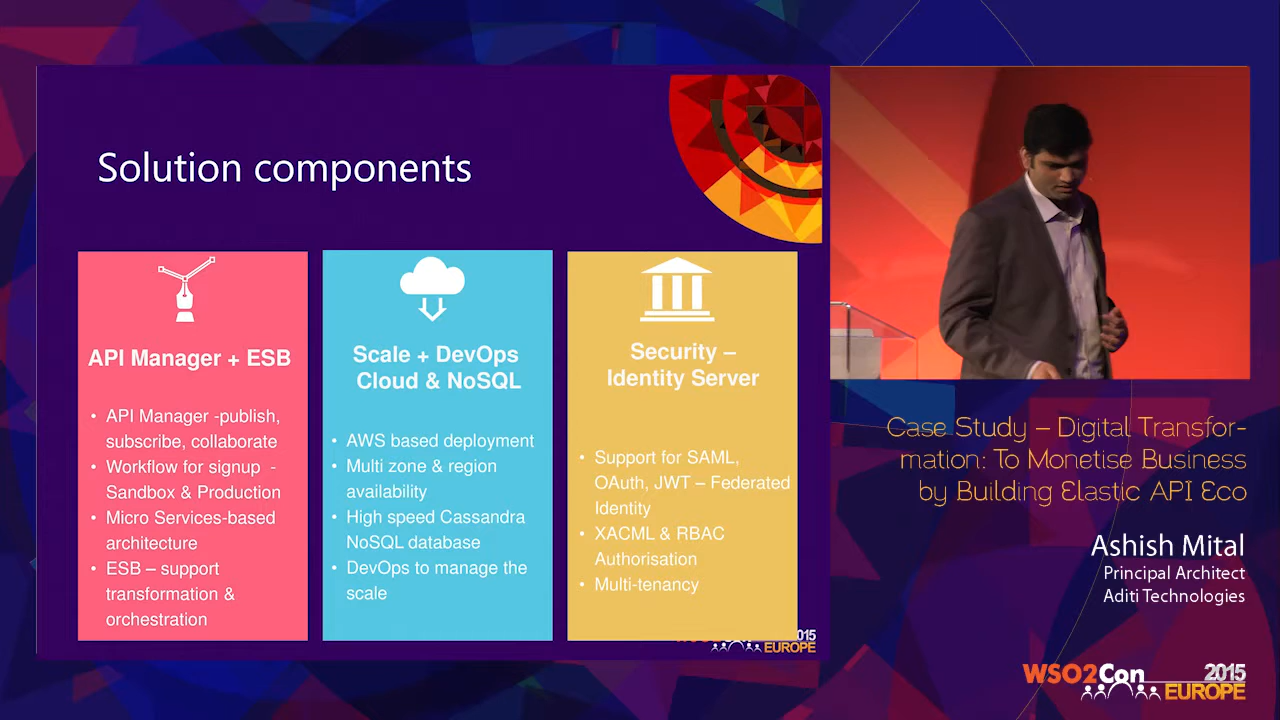 Solution components
API Manager + ESB
• API Manager -publish,
subscribe, collaborate
• Workflow for signup -
Sandbox & Production
• Micro Services-based
architecture
• ESB – support
transformation &
orchestration
Scale + DevOps
Cloud & NoSQL
• AWS based deployment
• Multi zone & region
availability
• High speed Cassandra
NoSQL database
• DevOps to manage the
scale
Security –
Identity Server
• Support for SAML,
OAuth, JWT – Federated
Identity
• XACML & RBAC
Authorisation
• Multi-tenancy
015
EUROPE
Case Study – Digital Transfor-
mation: To Monetise Business
by Building Elastic API Eco
Ashish Mital
Principal Architect
Aditi Technologies
WSO2Con 2015
EUROPE